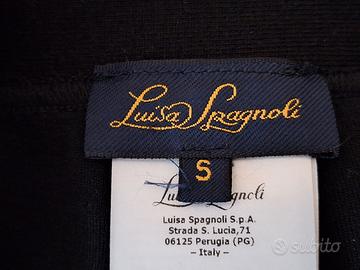 Luisa Spagnoli
S
Luisa Spagnoli
Luisa Spagnoli S.p.A.
Strada S. Lucia,71
06125 Perugia (PG)
- Italy -
subito